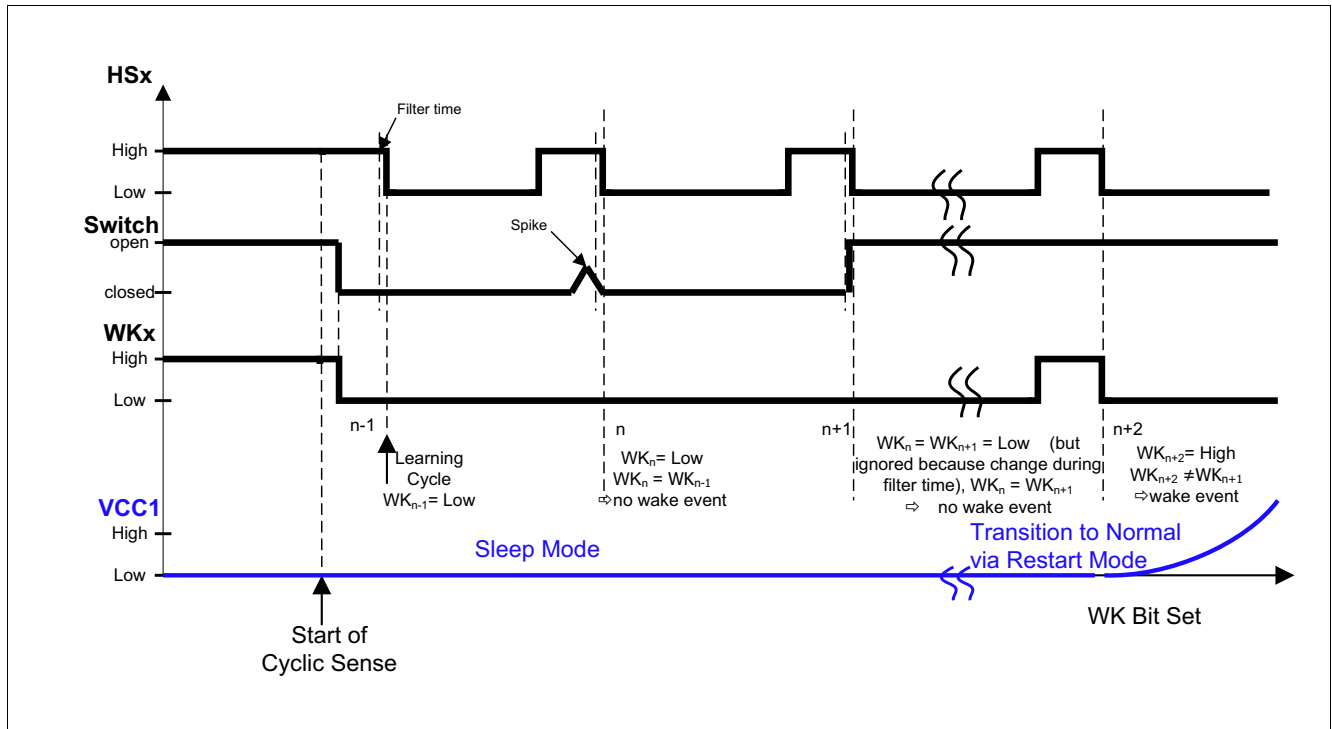 HSx
Filter time
High
Low
Switch
open
Spike
closed
WKx
High
Low
n-1
n
n+1
n+2
Learning
Cycle
WKn-1= Low
WKn= Low
WKn = WKn-1
⇨no wake event
WKn = WKn+1 = Low (but
ignored because change during
filter time), WKn = WKn+1
⇨ no wake event
WKn+2= High
WKn+2 ≠WKn+1
⇨wake event
VCC1
High
Low
Sleep Mode
Transition to Normal
via Restart Mode
Start of
Cyclic Sense
WK Bit Set